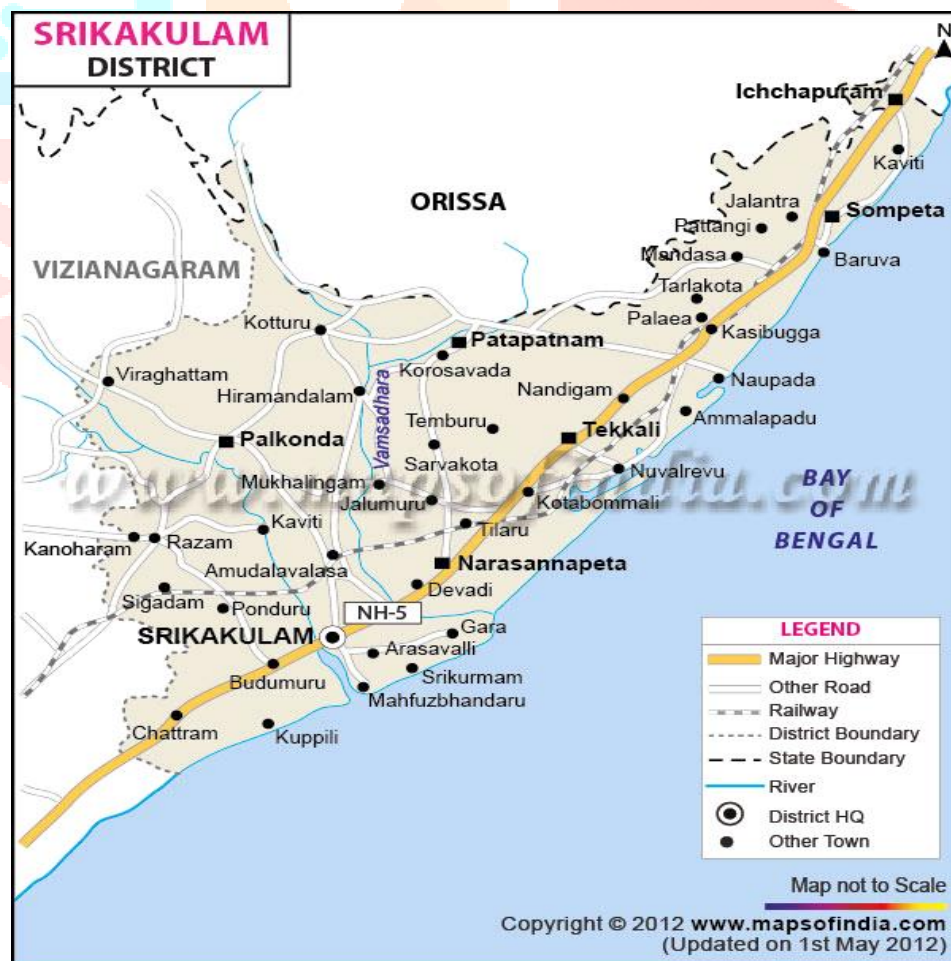 SRIKAKULAM
DISTRICT
N
Ichchapuram
Kaviti
Jalantra
ORISSA
Sompeta
Pattangi
Mandasa
Baruva
VIZIANAGARAM
Tarlakota
Palaea
Kotturu
Kasibugga
Patapatnam
Korosavada
Viraghattam
Naupada
Hiramandalam
Nandigam
Vamsadhara
Ammalapadu
Temburu
Palkonda
Tekkali
Sarvakota
Nuvalrevu
Mukhalingam
www.mapsofindia.com
BAY
OF
BENGAL
Jalumuru
Kotabommali
Kaviti
Tilaru
Kanoharam
Razam
Amudalavalasa
Narasannapeta
Devadi
Sigadam
Ponduru
NH-5
SRIKAKULAM
Gara
Arasavalli
Budumuru
Srikurmam
Mahfuzbhandaru
Chattram
Kuppili
LEGEND
Major Highway
Other Road
Railway
District Boundary
State Boundary
River
District HQ
Other Town
Map not to Scale
Copyright © 2012 www.mapsofindia.com
(Updated on 1st May 2012)